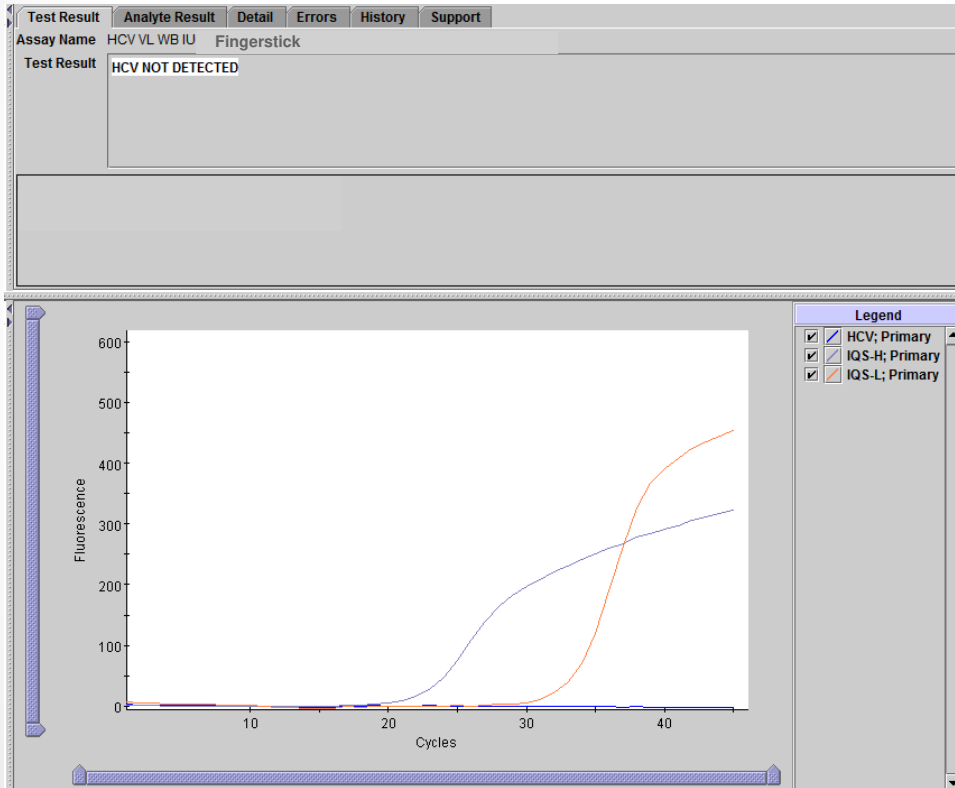 Test Result Analyte Result Detail Errors History Support
Assay Name HCV VL WB IU Fingerstick
Test Result HCV NOT DETECTED
Legend
HCV; Primary
IQS-H; Primary
IQS-L; Primary
600
500
400
300
200
100
0
Fluorescence
10 20 30 40
Cycles